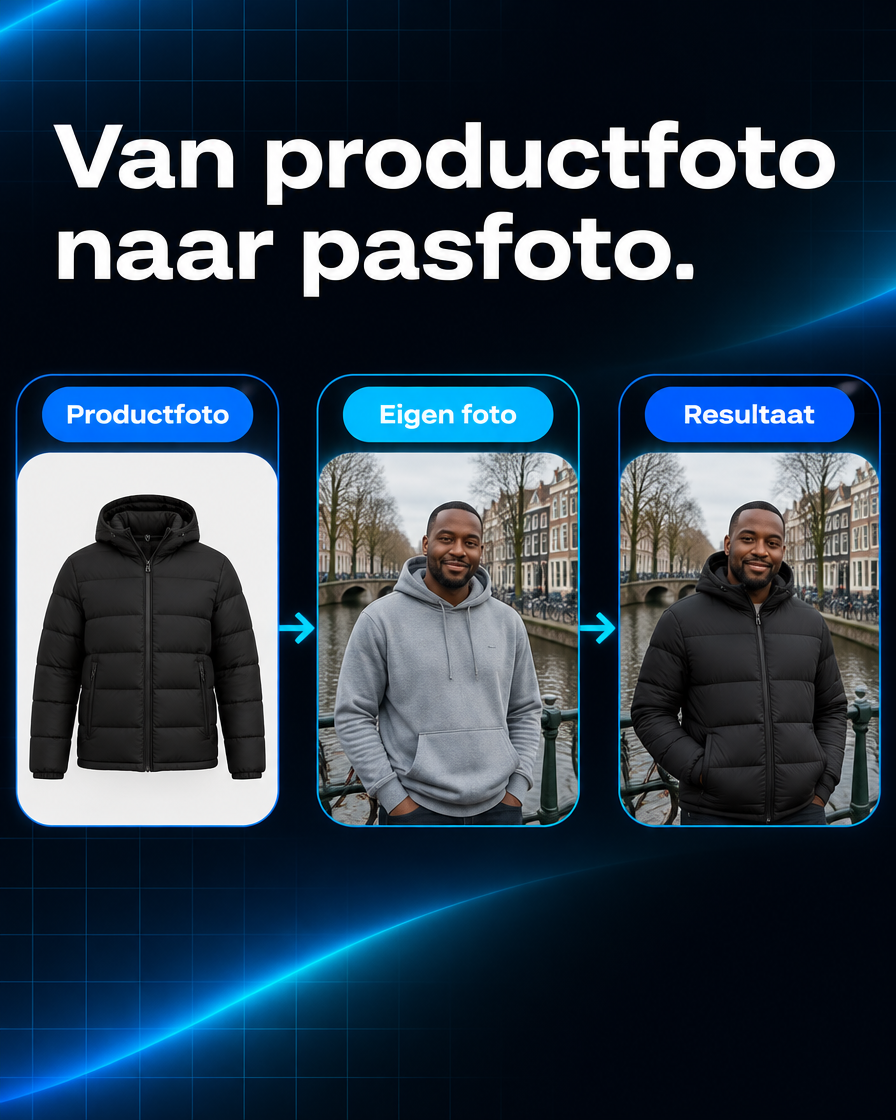 Van productfoto
naar pasfoto.
Productfoto
Eigen foto
Resultaat